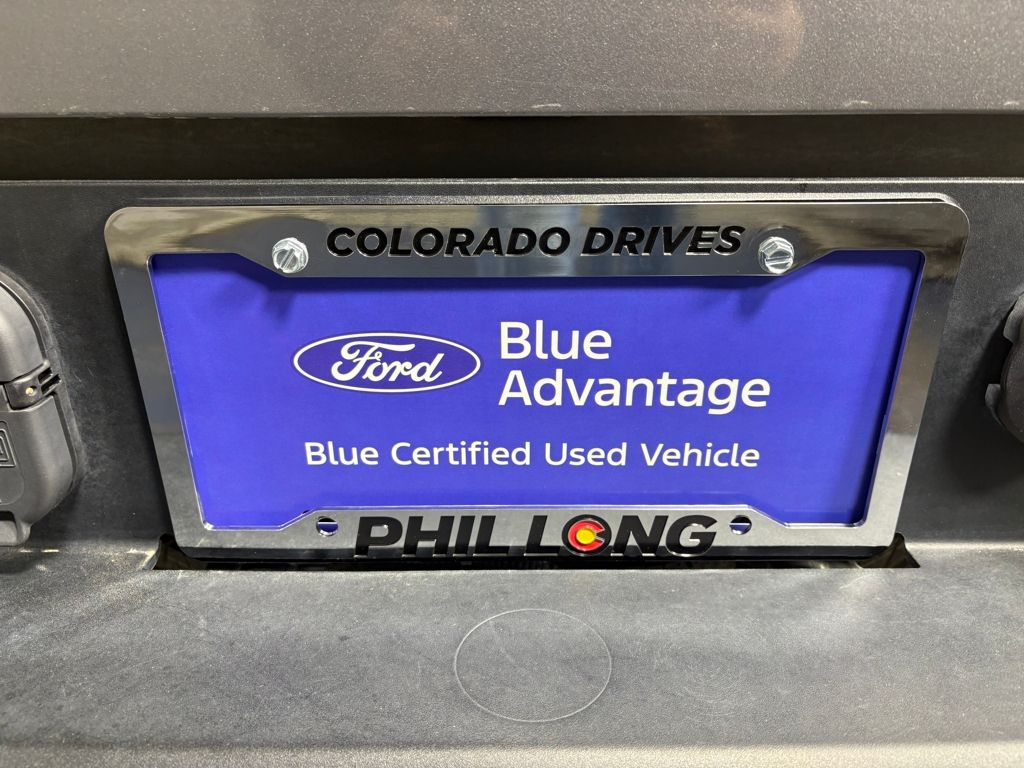 COLORADO DRIVES
Ford
Blue
Advantage
Blue Certified Used Vehicle
PHIL LONG